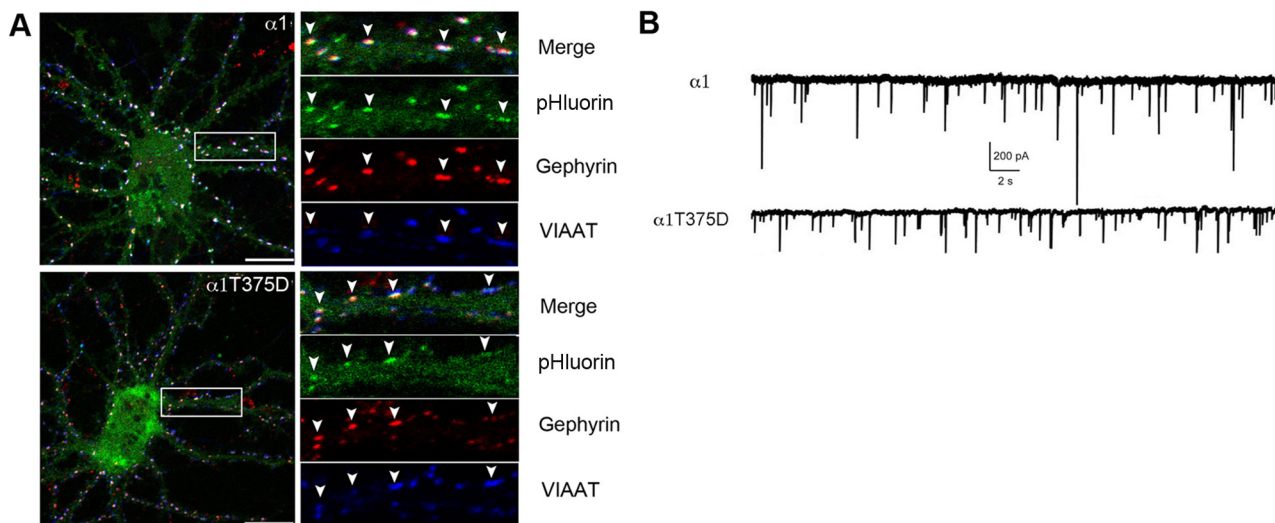 A
α1
Merge
pHluorin
Gephyrin
VIAAT
α1T375D
Merge
pHluorin
Gephyrin
VIAAT
B
α1
200 pA
2 s
α1T375D